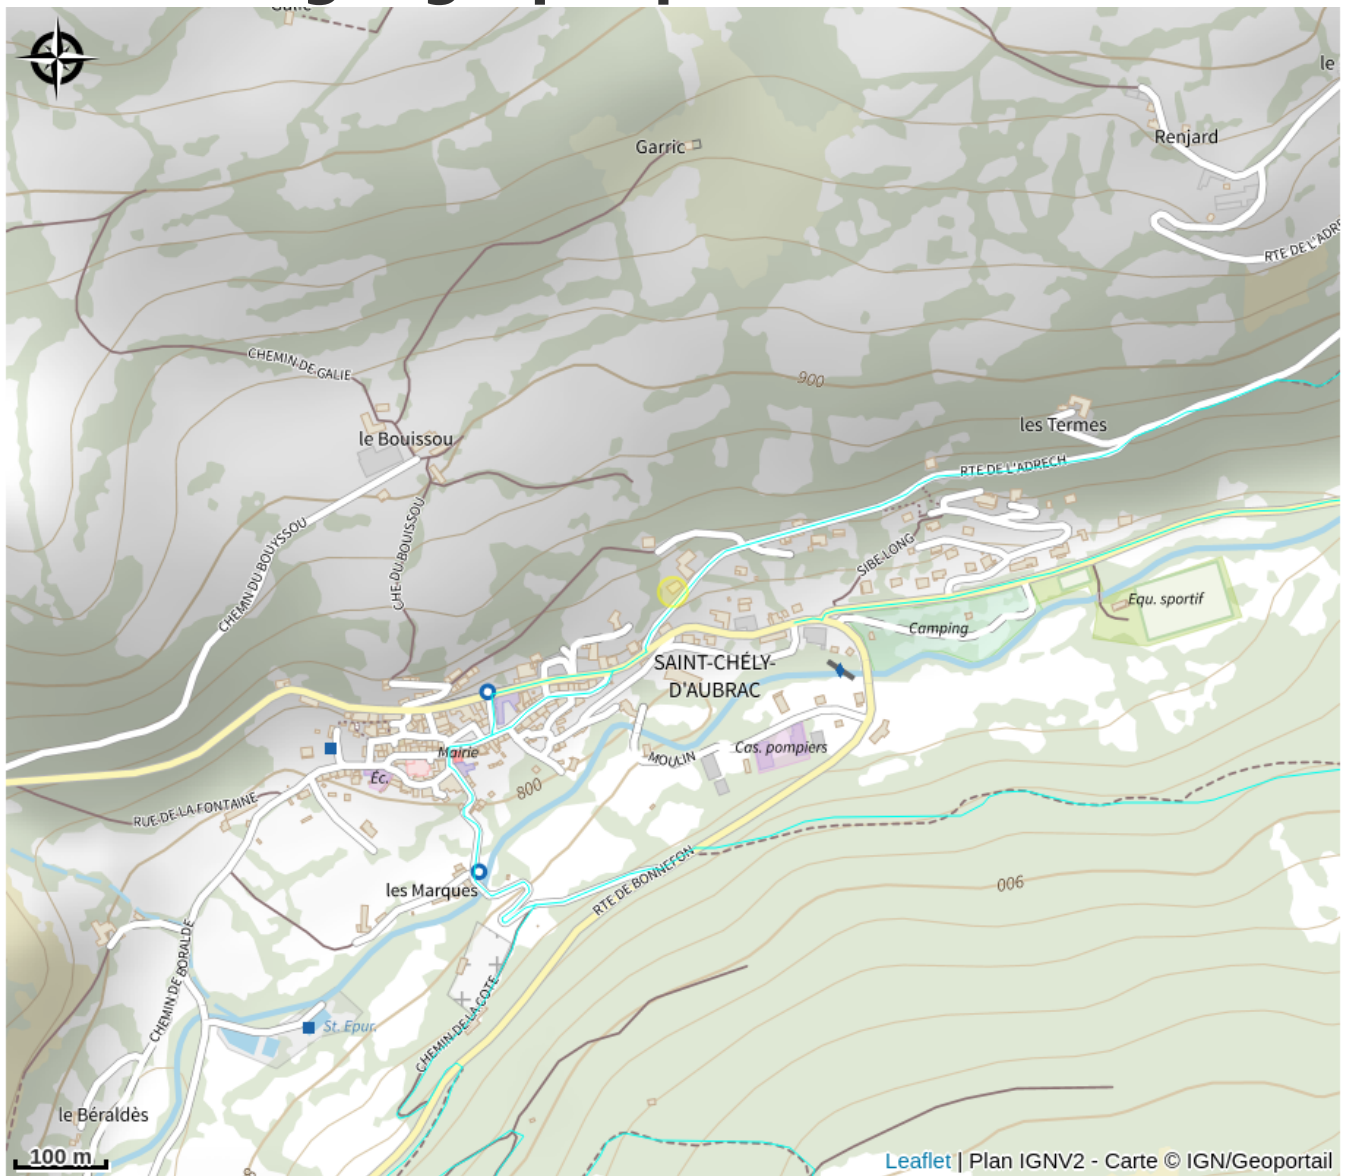 le
Renjard
Garric
RTE DE L'ADR
CHEMIN DE GALIE
900
les Termes
le Bouissou
RTE DE L'ADRECH
CHEMIN DU BOUYSSOU
CHE DU BOUISSOU
SIBE-LONG
Equ. sportif
Camping
SAINT-CHÉLY-
D'AUBRAC
Mairie
MOULIN
Cas. pompiers
Éc.
800
RUE DE LA FONTAINE
les Marques
RTE DE BONNEFON
900
CHEMIN DE BORALDE
CHEMIN DE LA COTE
St. Epur.
le Béraldès
100 m
Leaflet | Plan IGNV2 - Carte © IGN/Geoportail